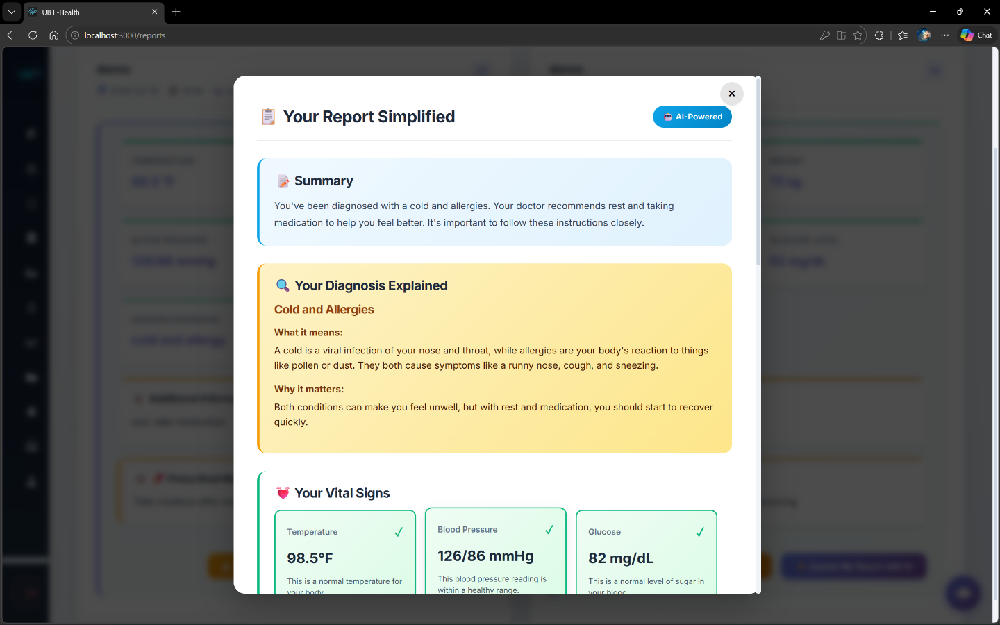 UB E-Health
localhost:3000/reports
Chat
Your Report Simplified
AI-Powered
Summary
You've been diagnosed with a cold and allergies. Your doctor recommends rest and taking
medication to help you feel better. It's important to follow these instructions closely.
Your Diagnosis Explained
Cold and Allergies
What it means:
A cold is a viral infection of your nose and throat, while allergies are your body's reaction to things
like pollen or dust. They both cause symptoms like a runny nose, cough, and sneezing.
Why it matters:
Both conditions can make you feel unwell, but with rest and medication, you should start to recover
quickly.
Your Vital Signs
Temperature
98.5°F
This is a normal temperature for
your body.
Blood Pressure
126/86 mmHg
This blood pressure reading is
within a healthy range.
Glucose
82 mg/dL
This is a normal level of sugar in
your blood.